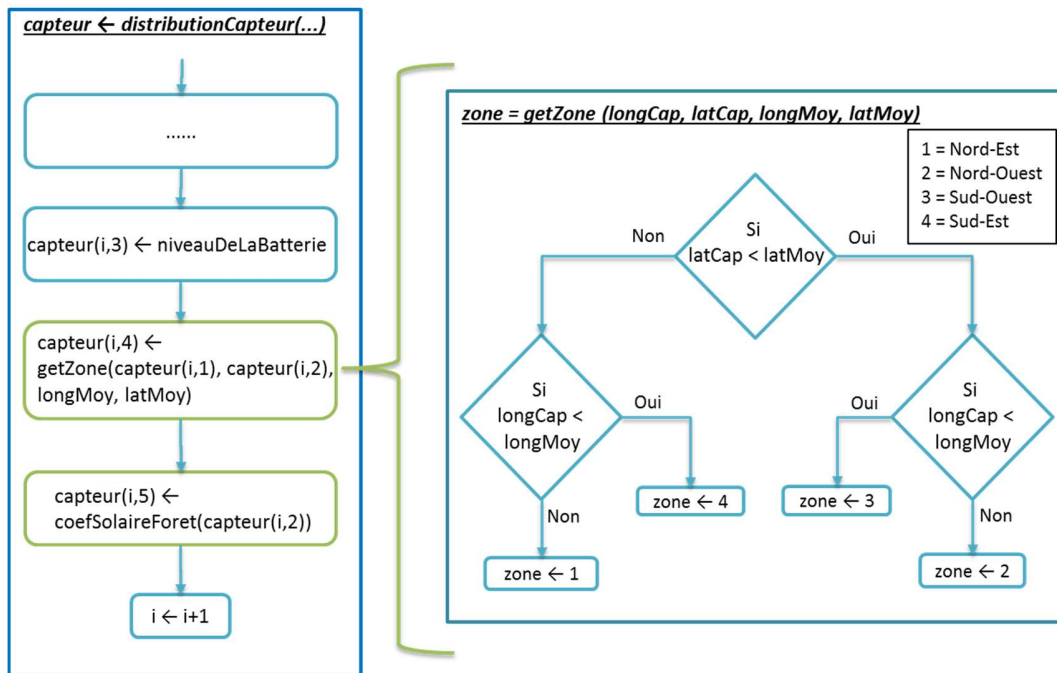 capteur ← distributionCapteur(...)
......
capteur(i,3) ← niveauDeLaBatterie
capteur(i,4) ←
getZone(capteur(i,1), capteur(i,2),
longMoy, latMoy)
capteur(i,5) ←
coefSolaireForet(capteur(i,2))
i ← i+1
zone = getZone (longCap, latCap, longMoy, latMoy)
1 = Nord-Est
2 = Nord-Ouest
3 = Sud-Ouest
4 = Sud-Est
Si
latCap < latMoy
Non
Oui
Si
longCap <
longMoy
Oui
Non
zone ← 4
zone ← 1
Si
longCap <
longMoy
Oui
Non
zone ← 3
zone ← 2